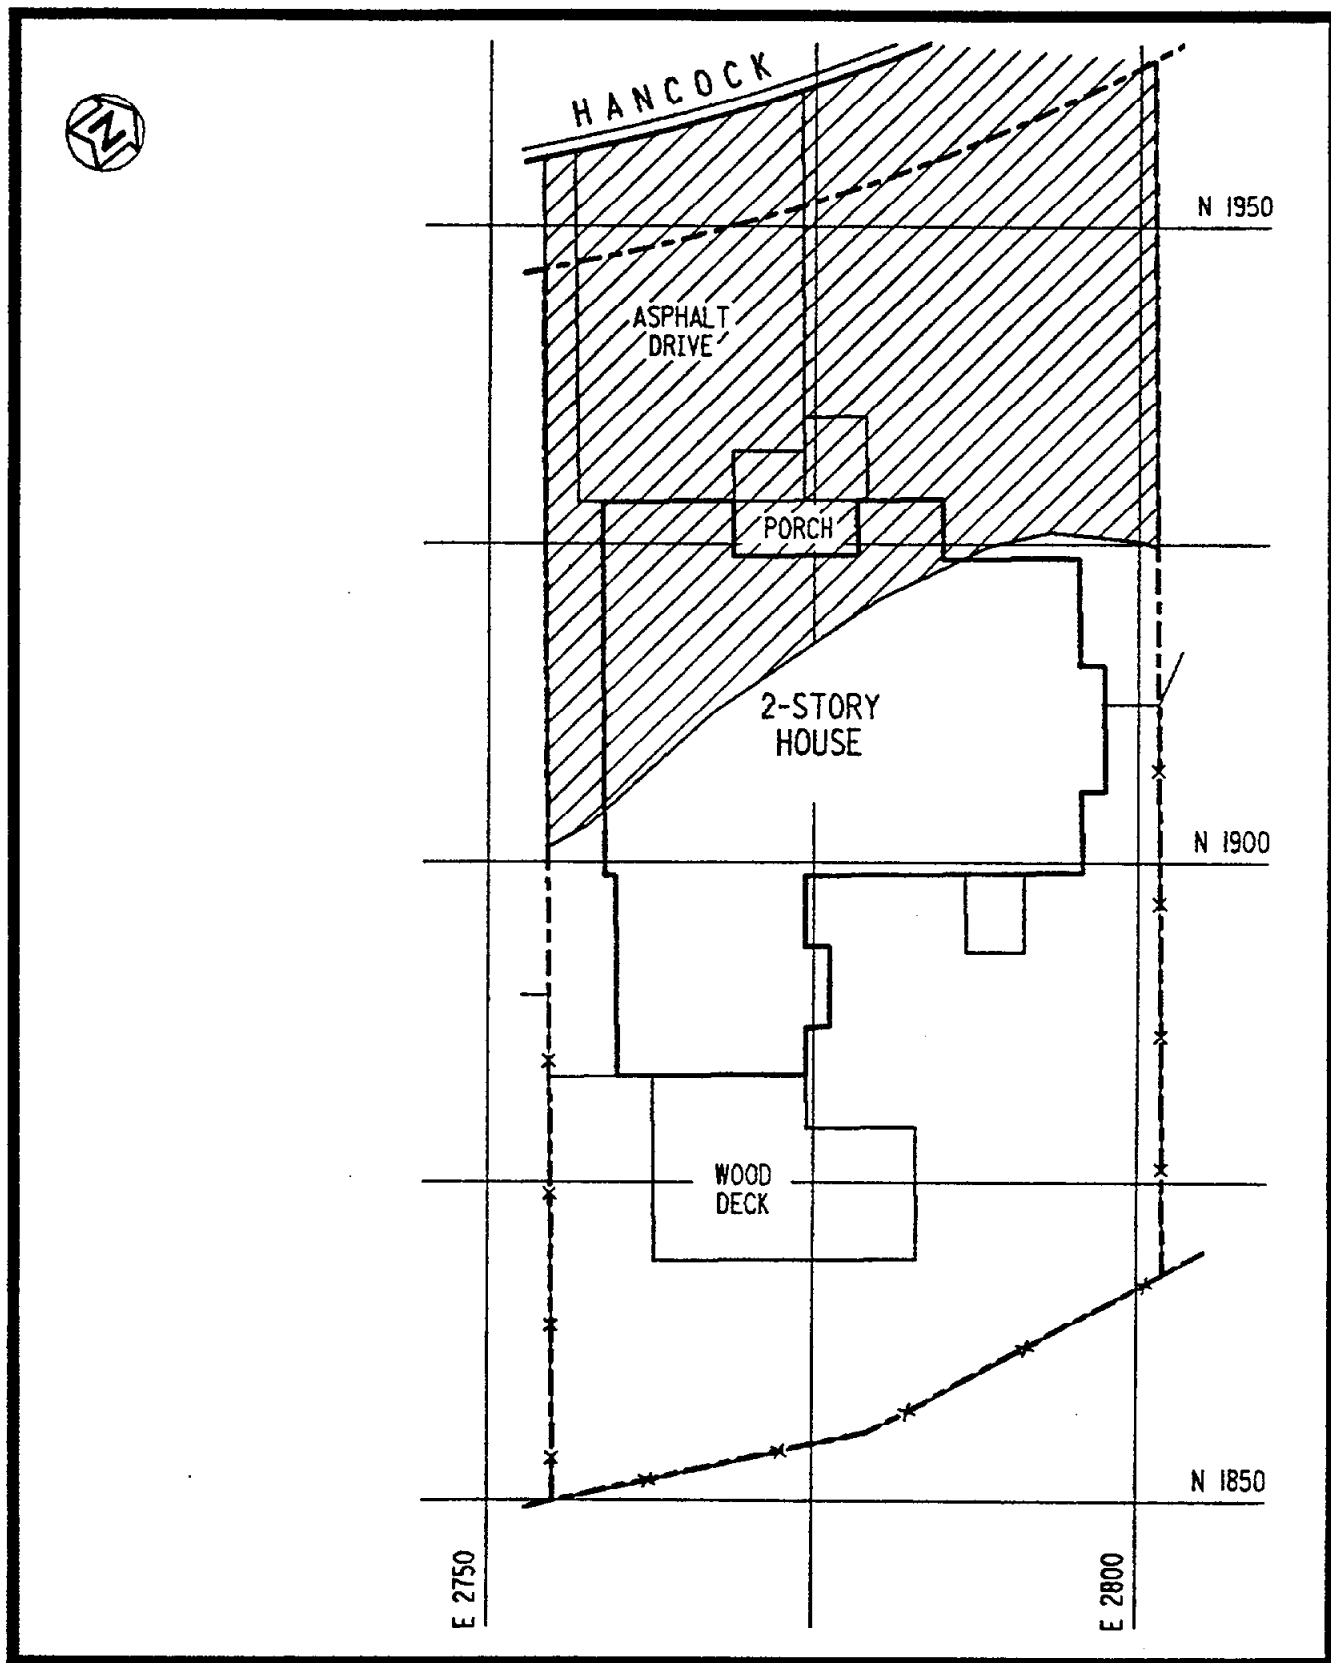 HANCOCK
N
N 1950
ASPHALT
DRIVE
PORCH
2-STORY
HOUSE
N 1900
WOOD
DECK
N 1850
E 2750
E 2800